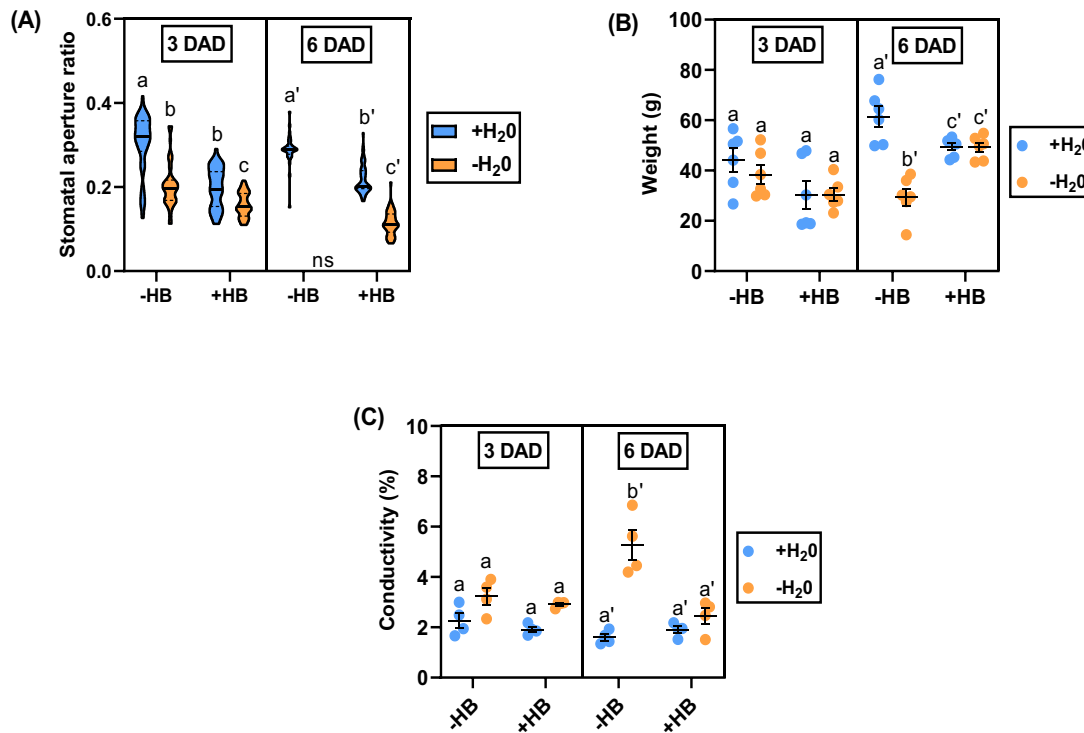 (A)
Stomatal aperture ratio
0.6
0.4
0.2
0.0
3 DAD
6 DAD
a
b
b
c
a'
b'
c'
ns
-HB
+HB
-HB
+HB
+H₂0
-H₂0
(B)
Weight (g)
100
80
60
40
20
0
3 DAD
6 DAD
a
a
a
a
a'
b'
c'
c'
-HB
+HB
-HB
+HB
+H₂0
-H₂0
(C)
Conductivity (%)
10
8
6
4
2
0
3 DAD
6 DAD
a
a
a
a
a'
b'
a'
a'
-HB
+HB
-HB
+HB
+H₂0
-H₂0